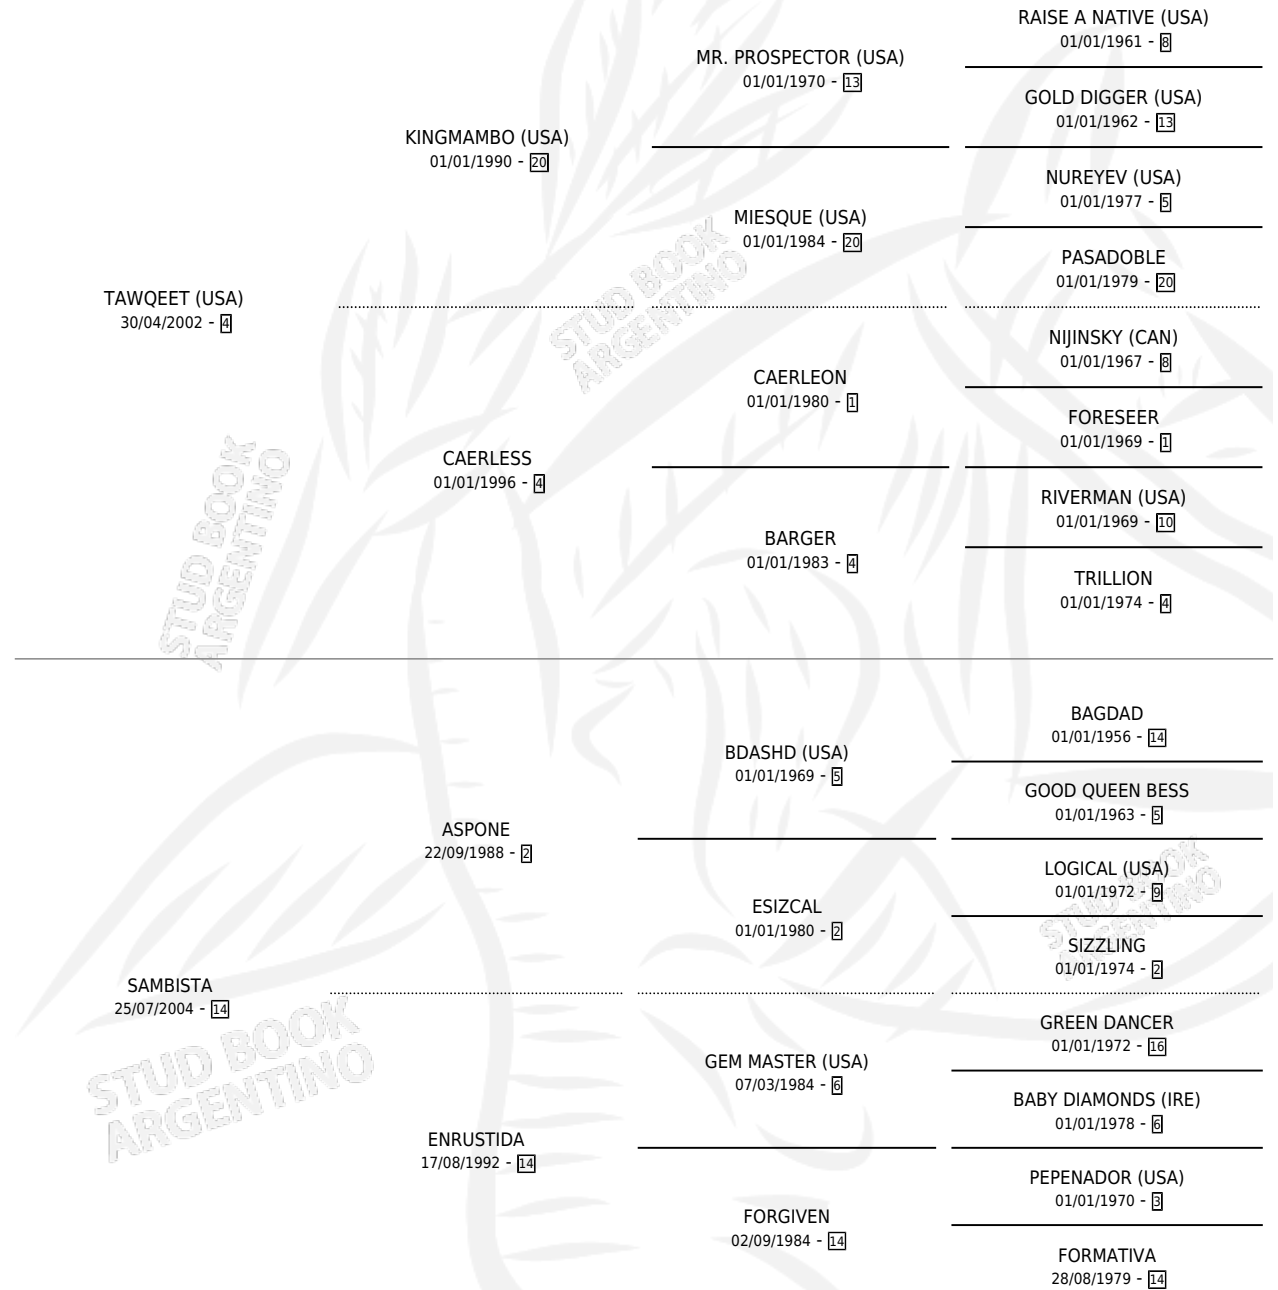 RAISE A NATIVE (USA)
01/01/1961 - 8
MR. PROSPECTOR (USA)
01/01/1970 - 13
GOLD DIGGER (USA)
01/01/1962 - 13
KINGMAMBO (USA)
01/01/1990 - 20
NUREYEV (USA)
01/01/1977 - 5
MIESQUE (USA)
01/01/1984 - 20
PASADOBLE
01/01/1979 - 20
TAWQEET (USA)
30/04/2002 - 4
NIJINSKY (CAN)
01/01/1967 - 8
CAERLEON
01/01/1980 - 1
FORESEER
01/01/1969 - 1
CAERLESS
01/01/1996 - 4
RIVERMAN (USA)
01/01/1969 - 10
BARGER
01/01/1983 - 4
TRILLION
01/01/1974 - 4
STUD BOOK
ARGENTINO
STUD BOOK
ARGENTINO
BAGDAD
01/01/1956 - 14
BDASHD (USA)
01/01/1969 - 5
GOOD QUEEN BESS
01/01/1963 - 5
ASPONE
22/09/1988 - 2
LOGICAL (USA)
01/01/1972 - 9
ESIZCAL
01/01/1980 - 2
SIZZLING
01/01/1974 - 2
SAMBISTA
25/07/2004 - 14
GREEN DANCER
01/01/1972 - 16
GEM MASTER (USA)
07/03/1984 - 6
BABY DIAMONDS (IRE)
01/01/1978 - 6
ENRUSTIDA
17/08/1992 - 14
PEPENADOR (USA)
01/01/1970 - 3
FORGIVEN
02/09/1984 - 14
FORMATIVA
28/08/1979 - 14
STUD BOOK
ARGENTINO
STUD BOOK
ARGENTINO